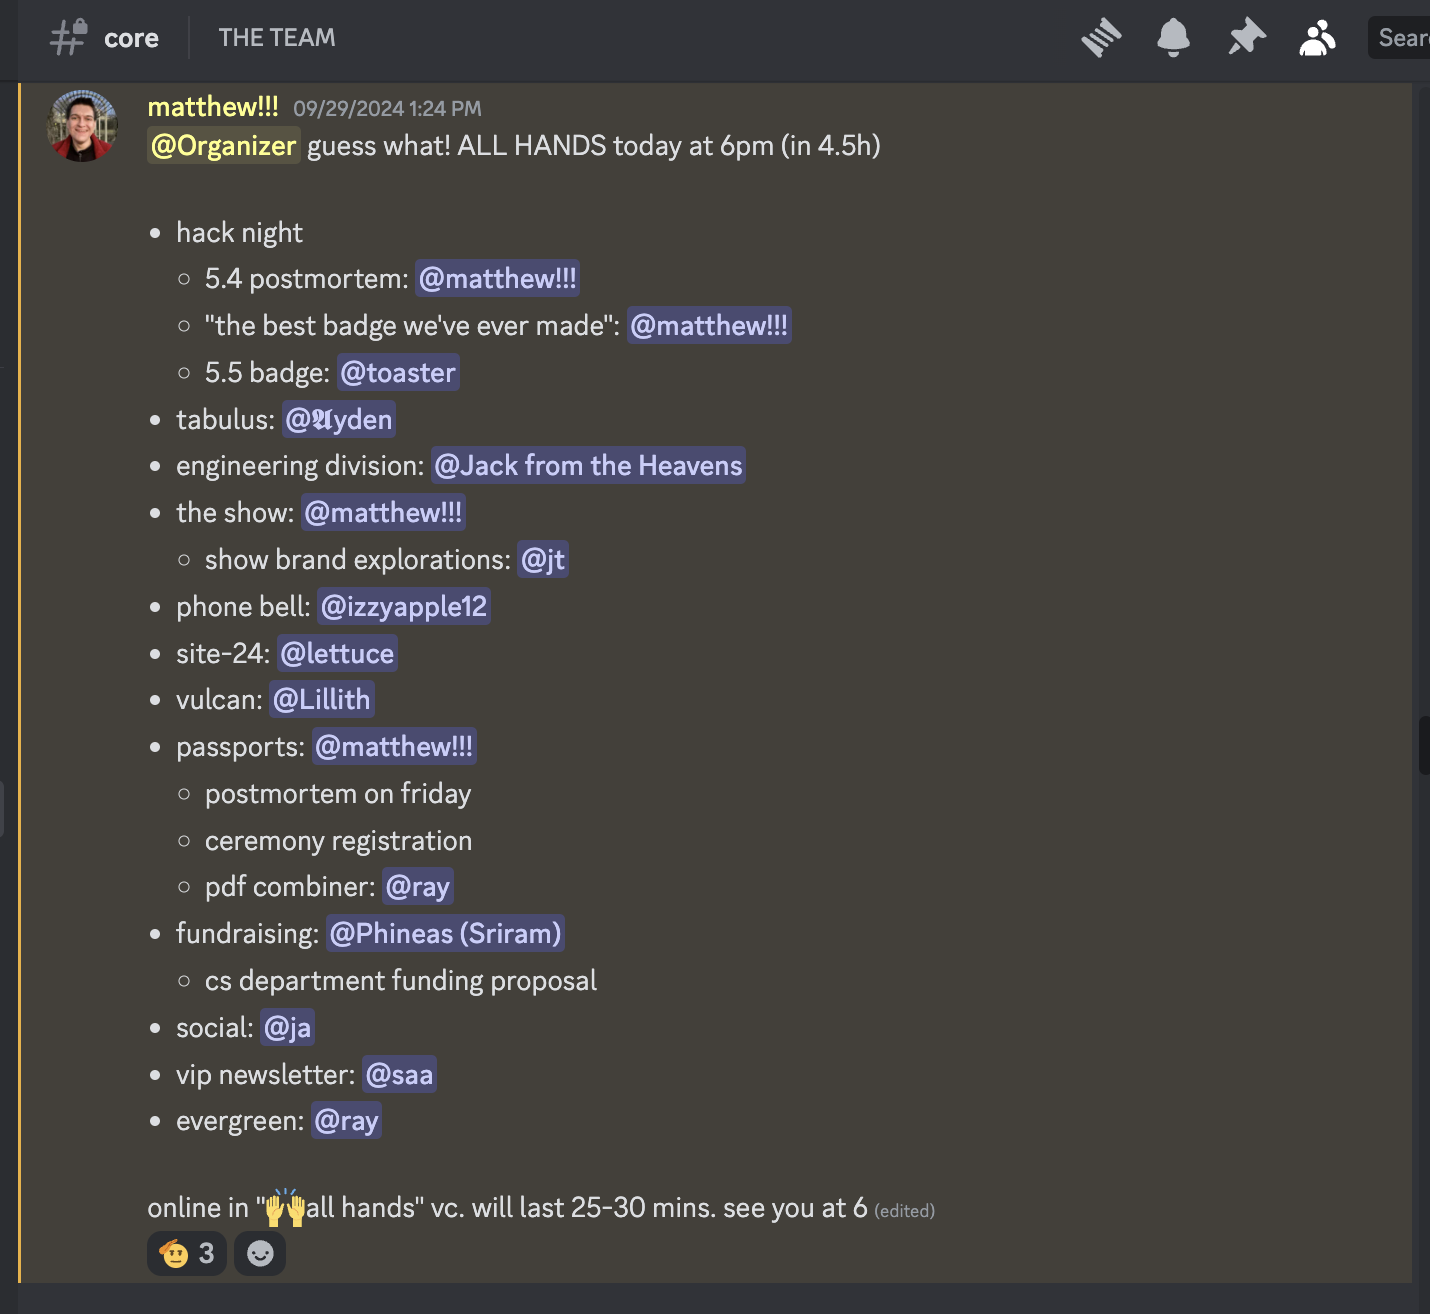 core THE TEAM Sear
matthew!!! 09/29/2024 1:24 PM
@Organizer guess what! ALL HANDS today at 6pm (in 4.5h)
• hack night
◦ 5.4 postmortem: @matthew!!!
◦ "the best badge we've ever made": @matthew!!!
◦ 5.5 badge: @toaster
• tabulus: @𝕬yden
• engineering division: @Jack from the Heavens
• the show: @matthew!!!
◦ show brand explorations: @jt
• phone bell: @izzyapple12
• site-24: @lettuce
• vulcan: @Lillith
• passports: @matthew!!!
◦ postmortem on friday
◦ ceremony registration
◦ pdf combiner: @ray
• fundraising: @Phineas (Sriram)
◦ cs department funding proposal
• social: @ja
• vip newsletter: @saa
• evergreen: @ray
online in "🙌all hands" vc. will last 25-30 mins. see you at 6 (edited)
3